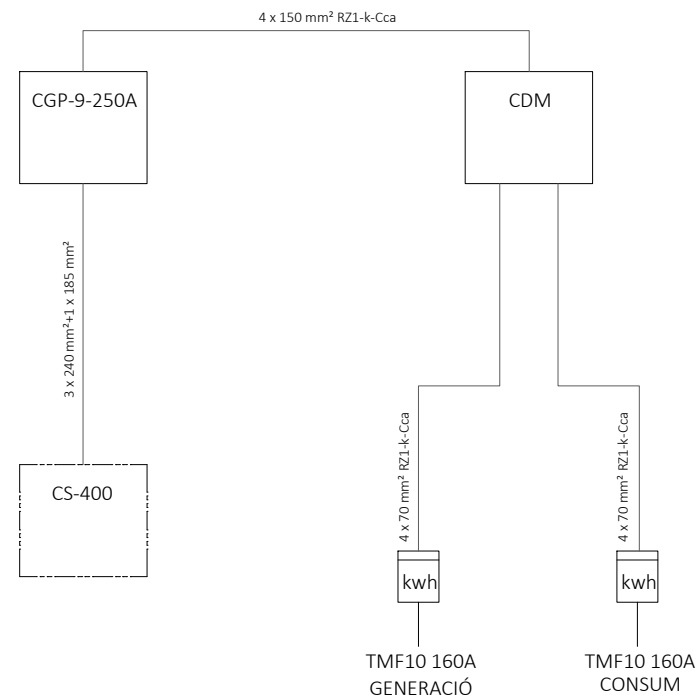 4 x 150 mm² RZ1-k-Cca
CGP-9-250A
CDM
3 x 240 mm²+1 x 185 mm²
CS-400
4 x 70 mm² RZ1-k-Cca
4 x 70 mm² RZ1-k-Cca
kwh
kwh
TMF10 160A
GENERACIÓ
TMF10 160A
CONSUM